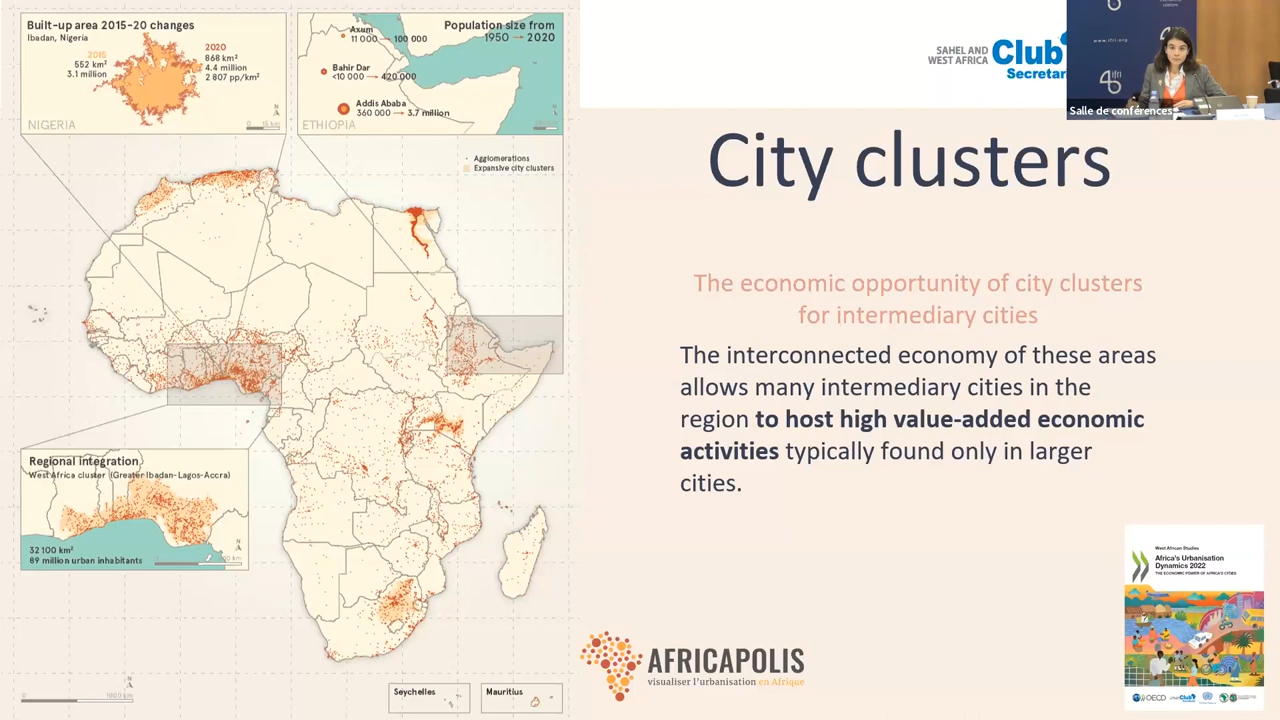 Built-up area 2015-20 changes
Ibadan, Nigeria
2015
552 km²
3.1 million
2020
868 km²
4.4 million
2 807 pp/km²
N
NIGERIA
Population size from
1950 → 2020
Axum
11 000 → 100 000
Bahir Dar
<10 000 → 420 000
Addis Ababa
360 000 → 3.7 million
N
ETHIOPIA
Agglomerations
Expansive city clusters
Regional integration
West Africa cluster (Greater Ibadan-Lagos-Accra)
32 100 km²
89 million urban inhabitants
N
N
Seychelles
Mauritius
SAHEL AND
WEST AFRICA
Club
Secretar
www.ifri.org
ifri
Salle de conférences
City clusters
The economic opportunity of city clusters
for intermediary cities
The interconnected economy of these areas
allows many intermediary cities in the
region to host high value-added economic
activities typically found only in larger
cities.
AFRICAPOLIS
visualiser l'urbanisation en Afrique
West African Studies
Africa's Urbanisation
Dynamics 2022
THE ECONOMIC POWER OF AFRICA'S CITIES
OECD
Club